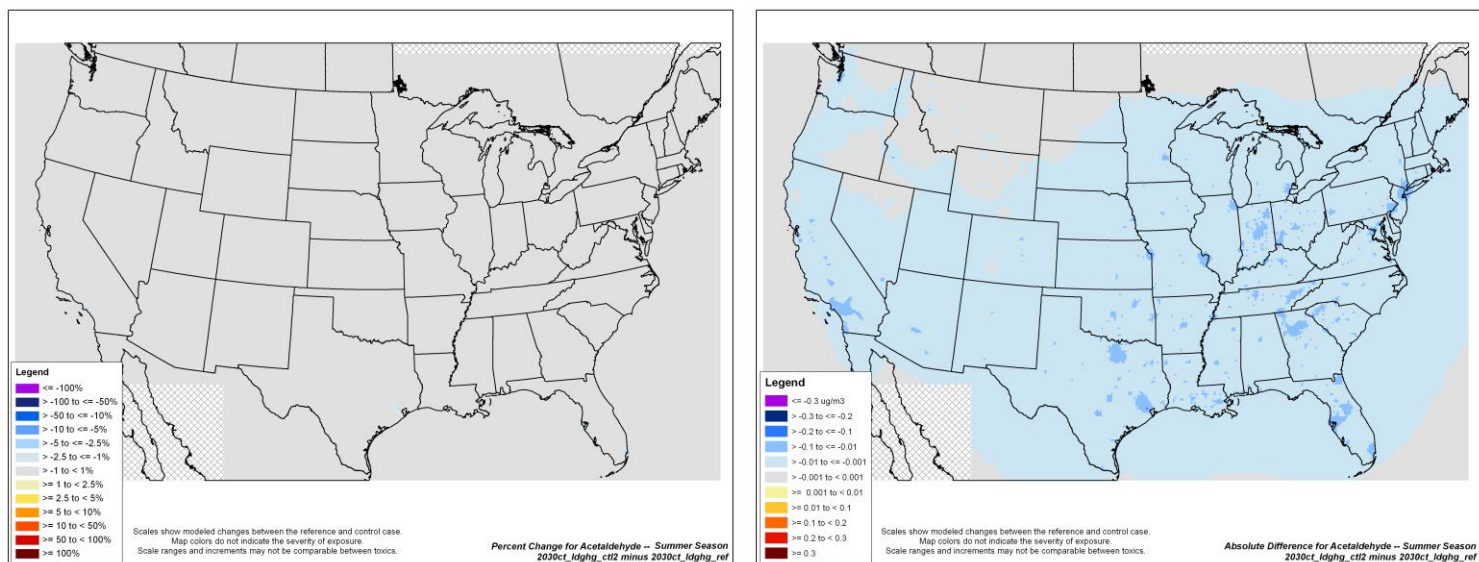 Legend
<= -100%
> -100 to <= -50%
> -50 to <= -10%
> -10 to <= -5%
> -5 to <= -2.5%
> -2.5 to <= -1%
> -1 to < 1%
>= 1 to < 2.5%
>= 2.5 to < 5%
>= 5 to < 10%
>= 10 to < 50%
>= 50 to < 100%
>= 100%
Scales show modeled changes between the reference and control case.
Map colors do not indicate the severity of exposure.
Scale ranges and increments may not be comparable between toxics.
Percent Change for Acetaldehyde -- Summer Season
2030ct_ldghg_ctl2 minus 2030ct_ldghg_ref
Legend
<= -0.3 ug/m3
> -0.3 to <= -0.2
> -0.2 to <= -0.1
> -0.1 to <= -0.01
> -0.01 to <= -0.001
> -0.001 to < 0.001
>= 0.001 to < 0.01
>= 0.01 to < 0.1
>= 0.1 to < 0.2
>= 0.2 to < 0.3
>= 0.3
Scales show modeled changes between the reference and control case.
Map colors do not indicate the severity of exposure.
Scale ranges and increments may not be comparable between toxics.
Absolute Difference for Acetaldehyde -- Summer Season
2030ct_ldghg_ctl2 minus 2030ct_ldghg_ref